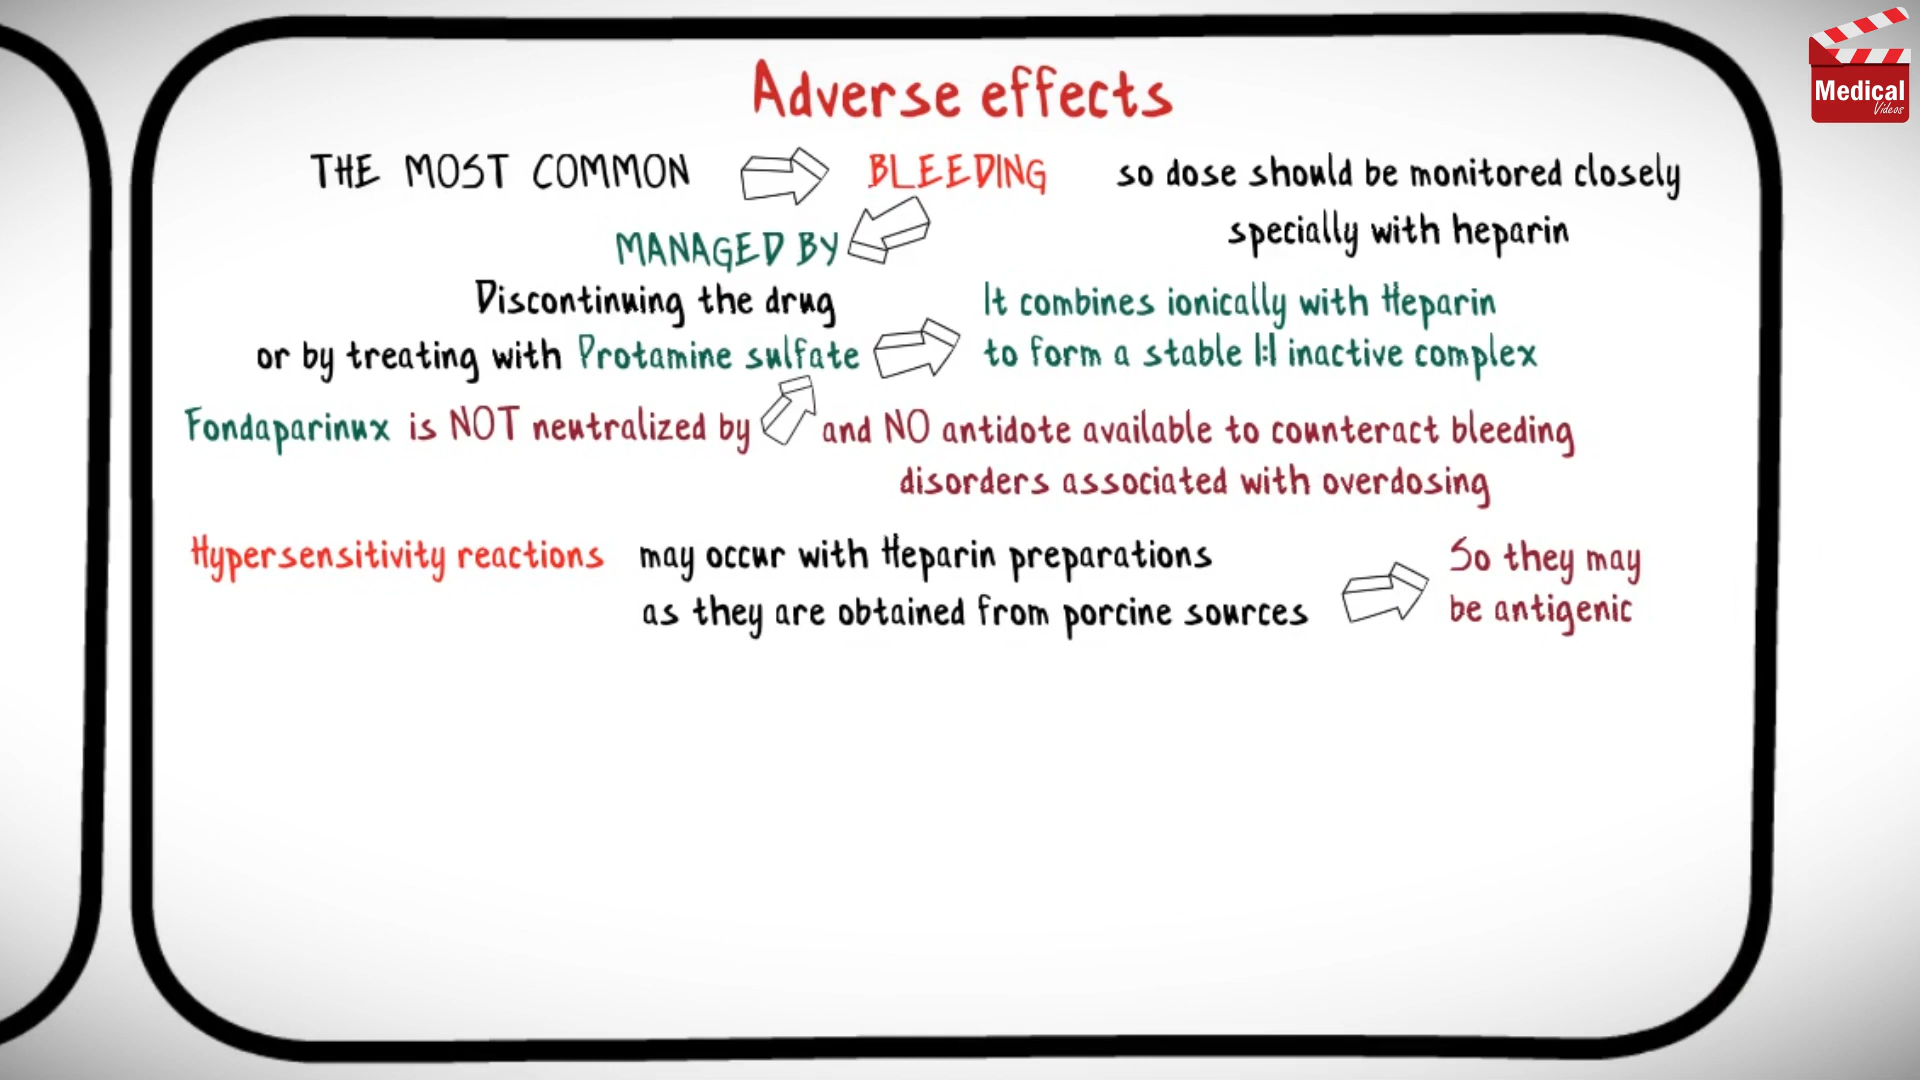 Adverse effects
THE MOST COMMON BLEEDING so dose should be monitored closely
specially with heparin
MANAGED BY
Discontinuing the drug
or by treating with Protamine sulfate
It combines ionically with Heparin
to form a stable 1:1 inactive complex
Fondaparinux is NOT neutralized by and NO antidote available to counteract bleeding
disorders associated with overdosing
Hypersensitivity reactions may occur with Heparin preparations
as they are obtained from porcine sources
So they may
be antigenic
Medical
Videos